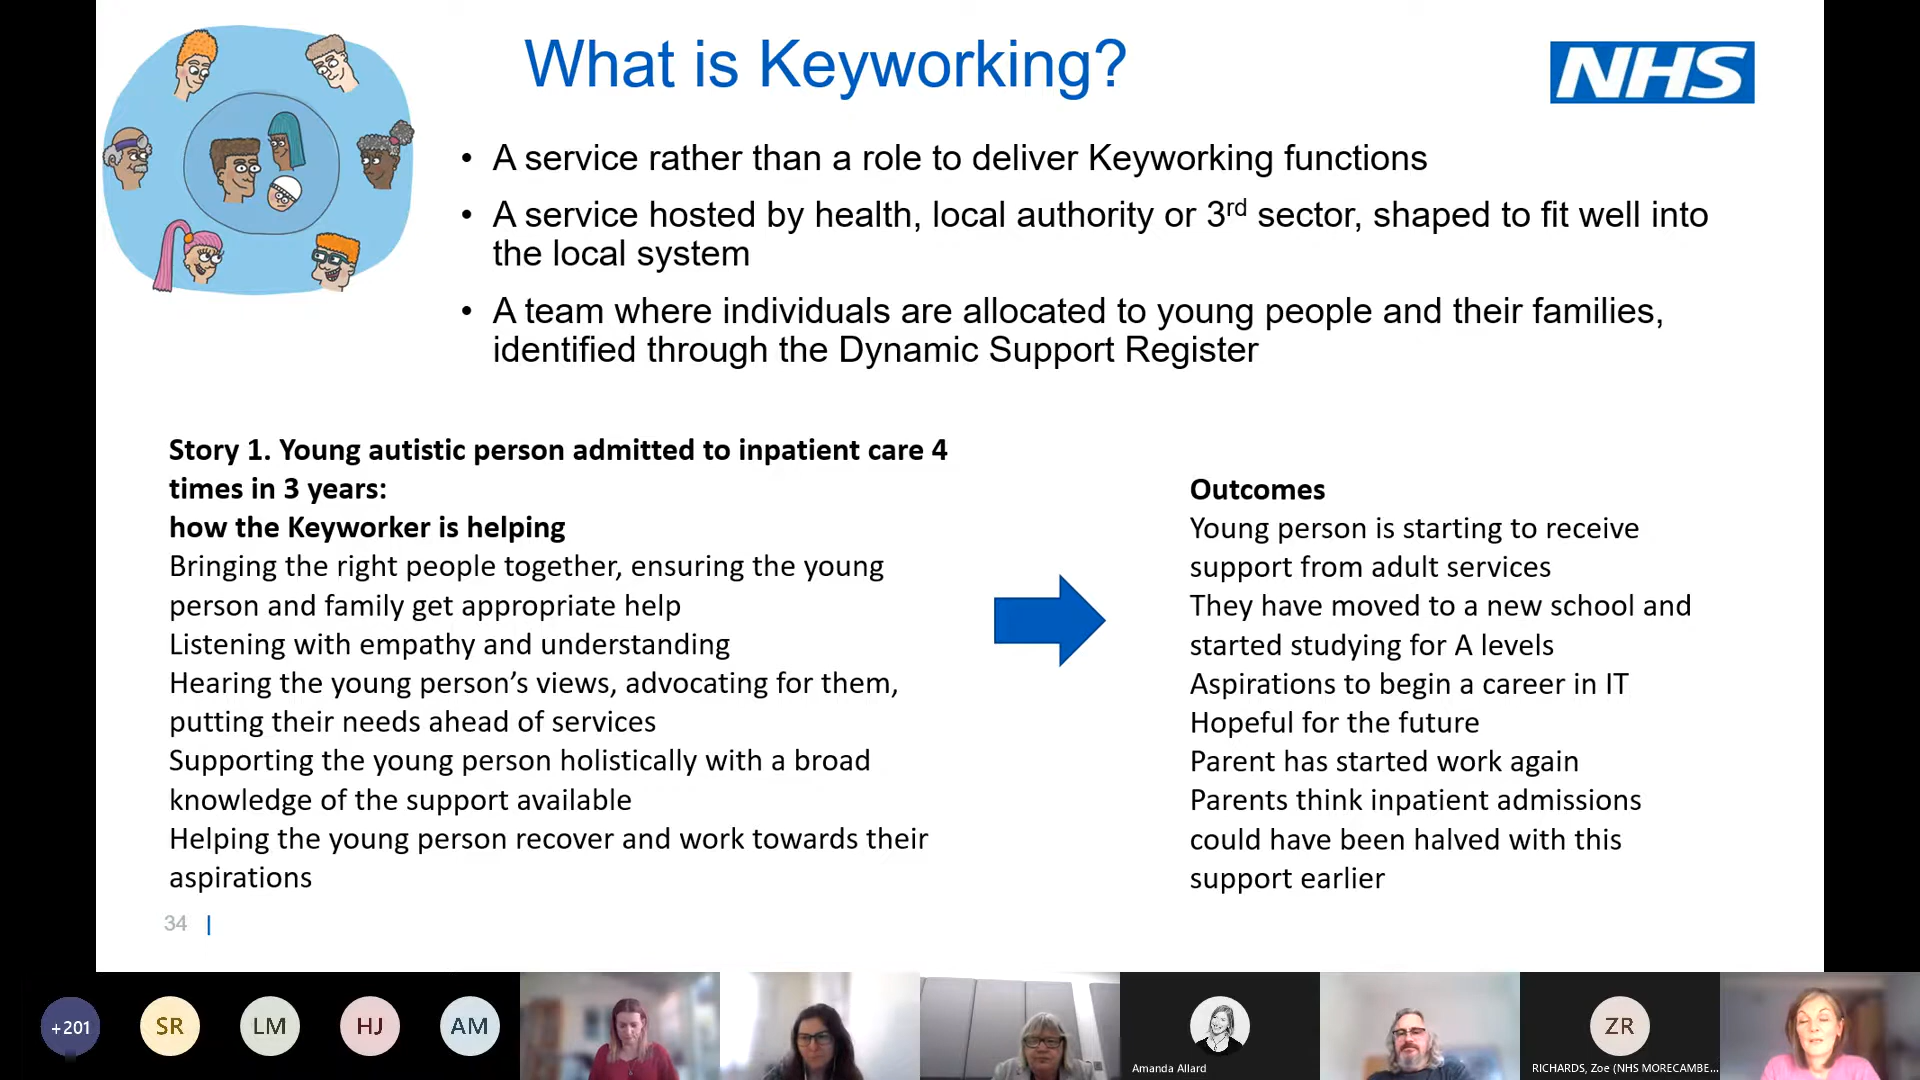 What is Keyworking?
NHS
• A service rather than a role to deliver Keyworking functions
• A service hosted by health, local authority or 3rd sector, shaped to fit well into
the local system
• A team where individuals are allocated to young people and their families,
identified through the Dynamic Support Register
Story 1. Young autistic person admitted to inpatient care 4
times in 3 years:
how the Keyworker is helping
Bringing the right people together, ensuring the young
person and family get appropriate help
Listening with empathy and understanding
Hearing the young person’s views, advocating for them,
putting their needs ahead of services
Supporting the young person holistically with a broad
knowledge of the support available
Helping the young person recover and work towards their
aspirations
Outcomes
Young person is starting to receive
support from adult services
They have moved to a new school and
started studying for A levels
Aspirations to begin a career in IT
Hopeful for the future
Parent has started work again
Parents think inpatient admissions
could have been halved with this
support earlier
34 |
+201
SR
LM
HJ
AM
Amanda Allard
ZR
RICHARDS, Zoe (NHS MORECAMBE...